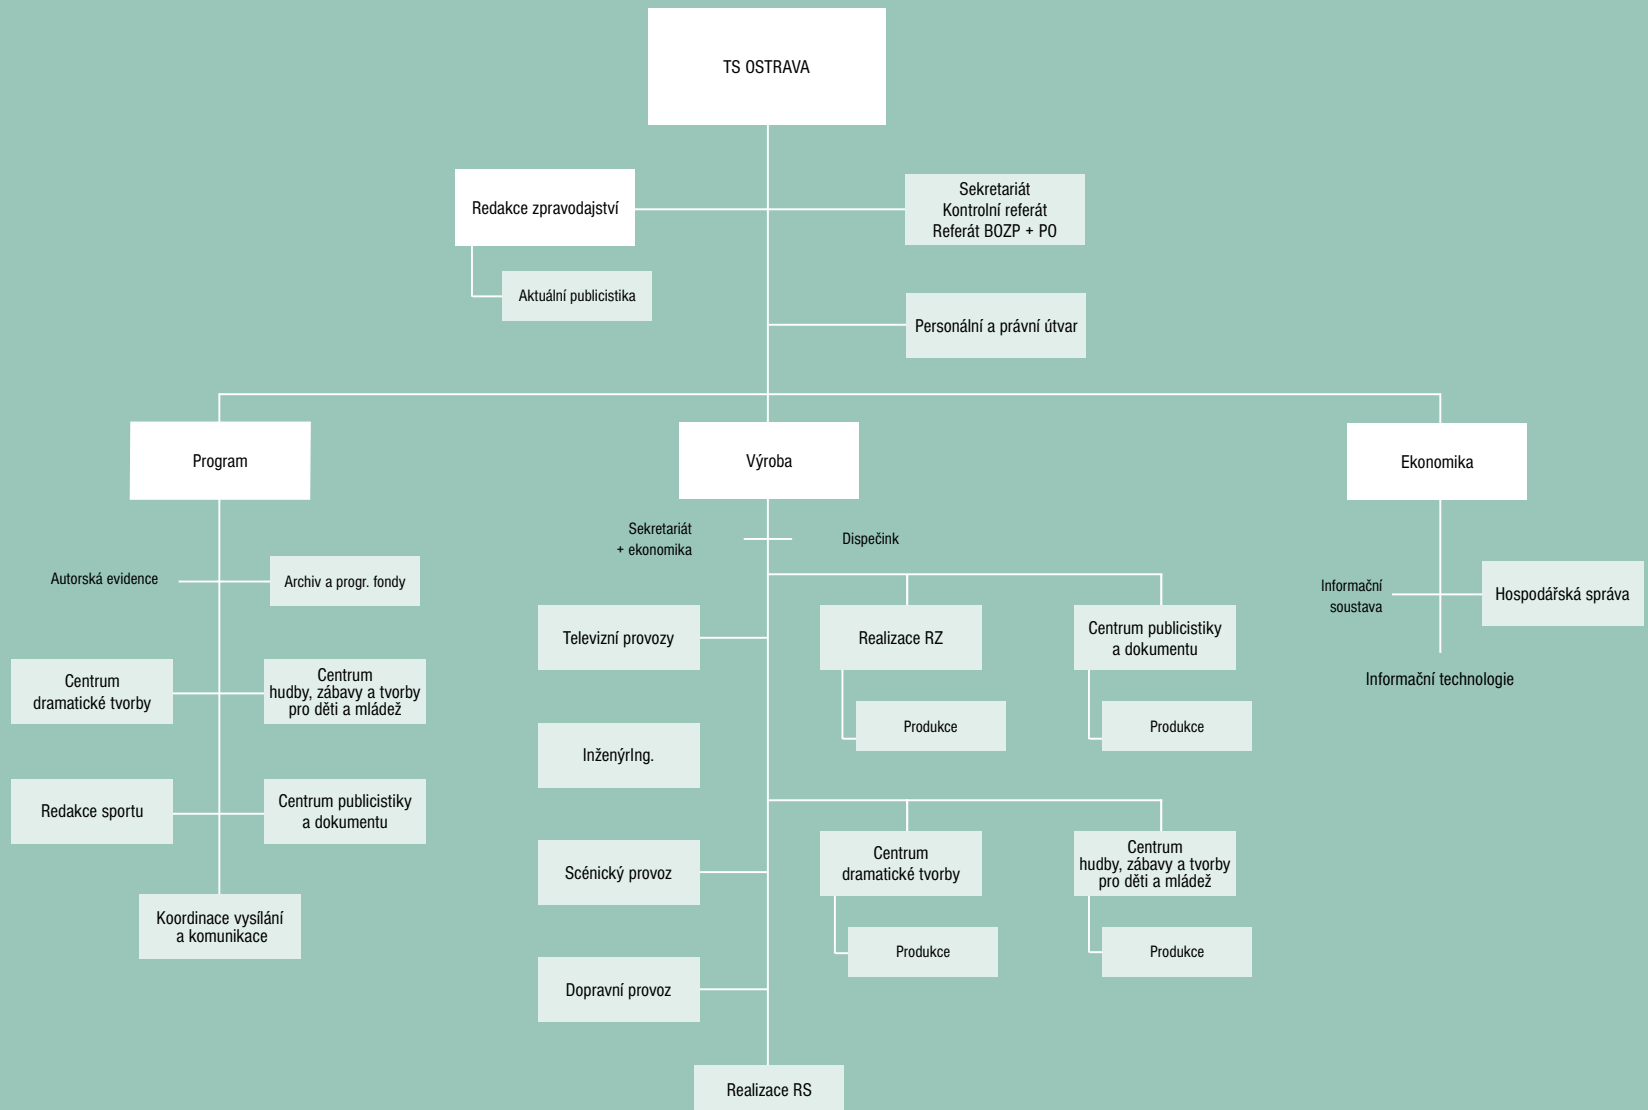 TS OSTRAVA
Redakce zpravodajství
Sekretariát
Kontrolní referát
Referát BOZP + PO
Aktuální publicistika
Personální a právní útvar
Program
Výroba
Ekonomika
Autorská evidence
Archiv a progr. fondy
Centrum
dramatické tvorby
Centrum
hudby, zábavy a tvorby
pro děti a mládež
Redakce sportu
Centrum publicistiky
a dokumentu
Koordinace vysílání
a komunikace
Sekretariát
+ ekonomika
Dispečink
Televizní provozy
Realizace RZ
Centrum publicistiky
a dokumentu
Produkce
Produkce
InženýrIng.
Scénický provoz
Centrum
dramatické tvorby
Centrum
hudby, zábavy a tvorby
pro děti a mládež
Produkce
Produkce
Dopravní provoz
Realizace RS
Informační
soustava
Hospodářská správa
Informační technologie